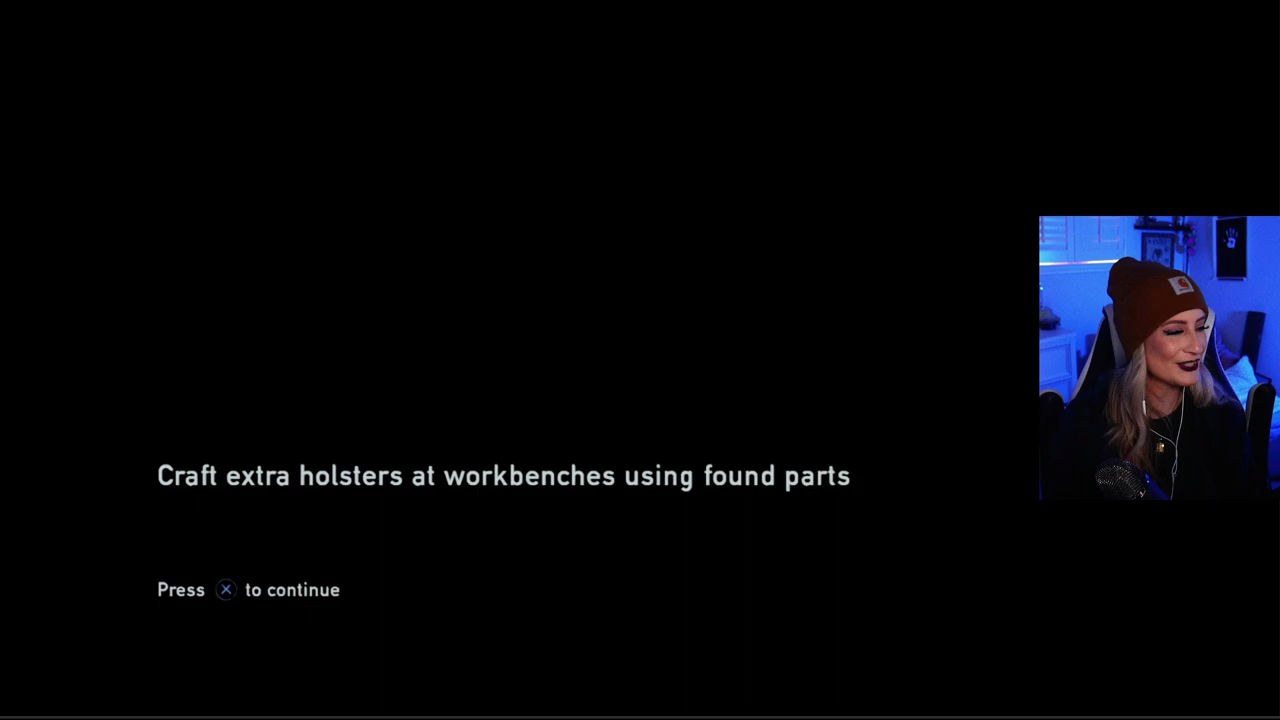 Craft extra holsters at workbenches using found parts
Press ⓧ to continue